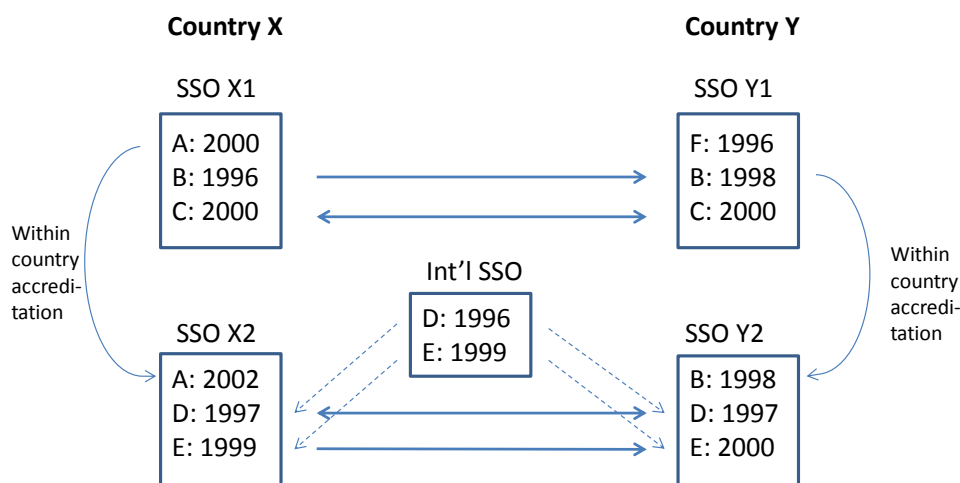 Country X
Country Y
SSO X1
SSO Y1
A: 2000
B: 1996
C: 2000
F: 1996
B: 1998
C: 2000
Within
country
accredi-
tation
Within
country
accredi-
tation
Int'l SSO
D: 1996
E: 1999
SSO X2
SSO Y2
A: 2002
D: 1997
E: 1999
B: 1998
D: 1997
E: 2000